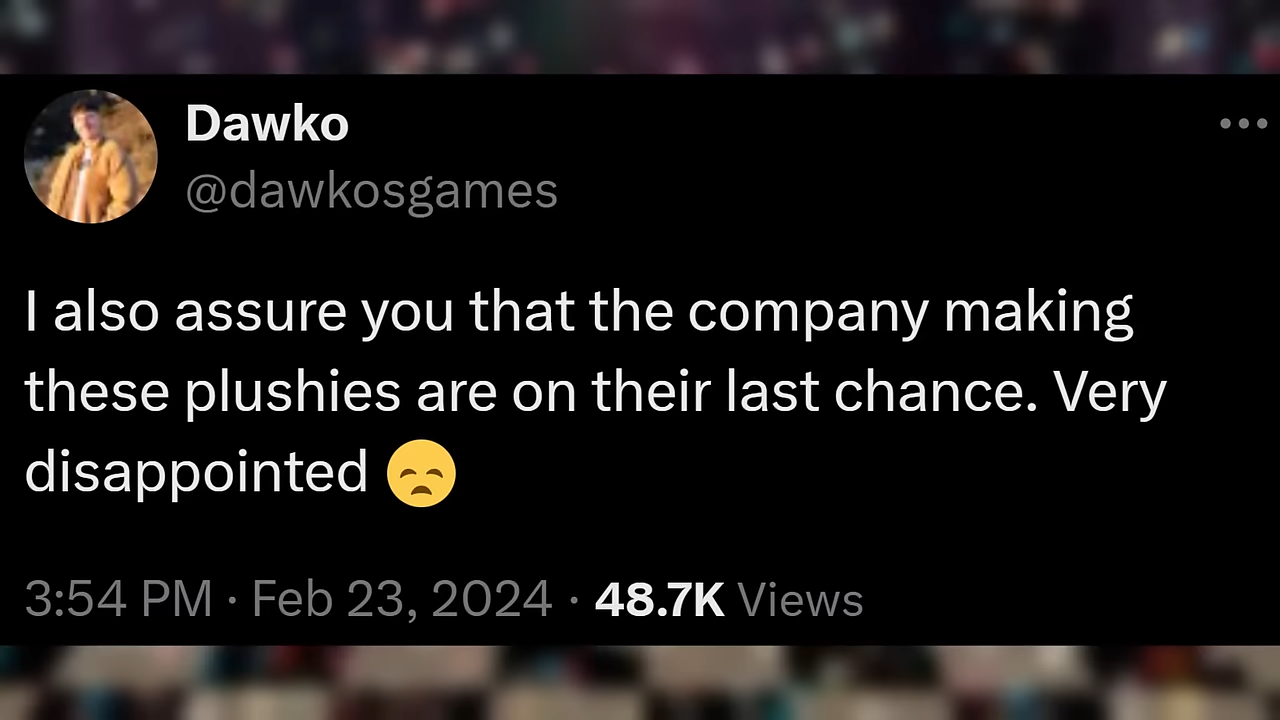 Dawko
@dawkosgames
I also assure you that the company making
these plushies are on their last chance. Very
disappointed 😞
3:54 PM · Feb 23, 2024 · 48.7K Views